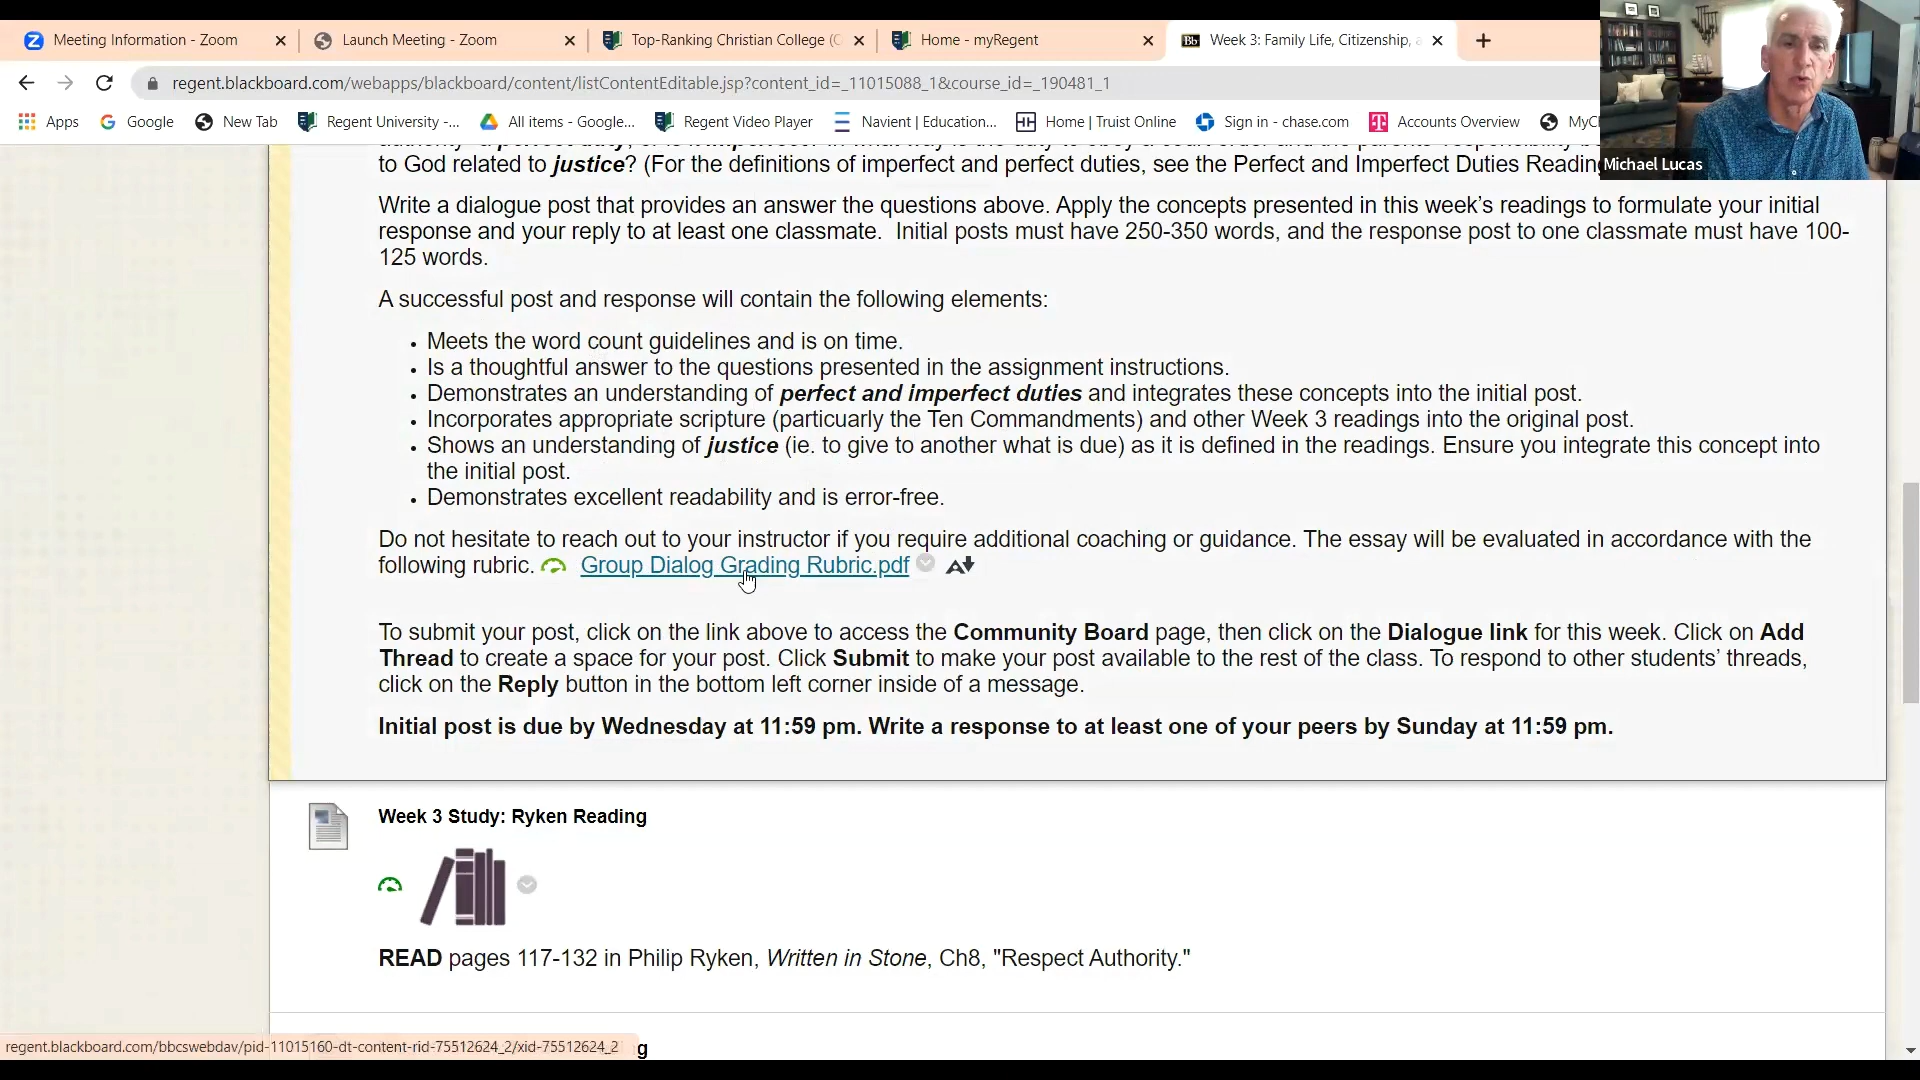 Meeting Information - Zoom
Launch Meeting - Zoom
Top-Ranking Christian College (
Home - myRegent
Bb Week 3: Family Life, Citizenship,
regent.blackboard.com/webapps/blackboard/content/listContentEditable.jsp?content_id=_11015088_1&course_id=_190481_1
Apps
Google
New Tab
Regent University -...
All items - Google...
Regent Video Player
Navient | Education...
Home | Truist Online
Sign in - chase.com
Accounts Overview
MyC
Michael Lucas
to God related to justice? (For the definitions of imperfect and perfect duties, see the Perfect and Imperfect Duties Reading
Write a dialogue post that provides an answer the questions above. Apply the concepts presented in this week's readings to formulate your initial
response and your reply to at least one classmate. Initial posts must have 250-350 words, and the response post to one classmate must have 100-
125 words.
A successful post and response will contain the following elements:
• Meets the word count guidelines and is on time.
• Is a thoughtful answer to the questions presented in the assignment instructions.
• Demonstrates an understanding of perfect and imperfect duties and integrates these concepts into the initial post.
• Incorporates appropriate scripture (particuarly the Ten Commandments) and other Week 3 readings into the original post.
• Shows an understanding of justice (ie. to give to another what is due) as it is defined in the readings. Ensure you integrate this concept into
the initial post.
• Demonstrates excellent readability and is error-free.
Do not hesitate to reach out to your instructor if you require additional coaching or guidance. The essay will be evaluated in accordance with the
following rubric. Group Dialog Grading Rubric.pdf
To submit your post, click on the link above to access the Community Board page, then click on the Dialogue link for this week. Click on Add
Thread to create a space for your post. Click Submit to make your post available to the rest of the class. To respond to other students' threads,
click on the Reply button in the bottom left corner inside of a message.
Initial post is due by Wednesday at 11:59 pm. Write a response to at least one of your peers by Sunday at 11:59 pm.
Week 3 Study: Ryken Reading
READ pages 117-132 in Philip Ryken, Written in Stone, Ch8, "Respect Authority."
regent.blackboard.com/bbcswebdav/pid-11015160-dt-content-rid-75512624_2/xid-75512624_2